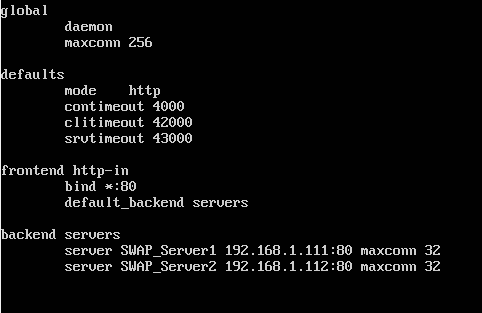 global
        daemon
        maxconn 256

defaults
        mode    http
        contimeout 4000
        clitimeout 42000
        srvtimeout 43000

frontend http-in
        bind *:80
        default_backend servers

backend servers
        server SWAP_Server1 192.168.1.111:80 maxconn 32
        server SWAP_Server2 192.168.1.112:80 maxconn 32